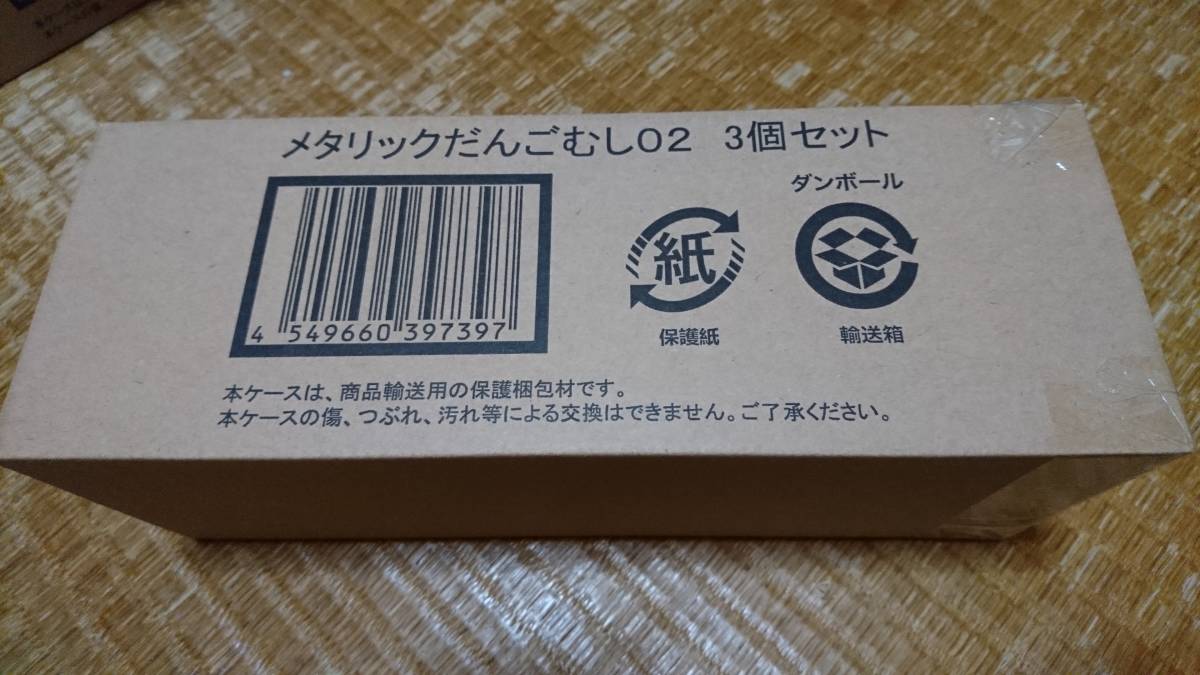 メタリックだんごむし02　3個セット
ダンボール
紙
4 549660 397397
保護紙
輸送箱
本ケースは、商品輸送用の保護梱包材です。
本ケースの傷、つぶれ、汚れ等による交換はできません。ご了承ください。